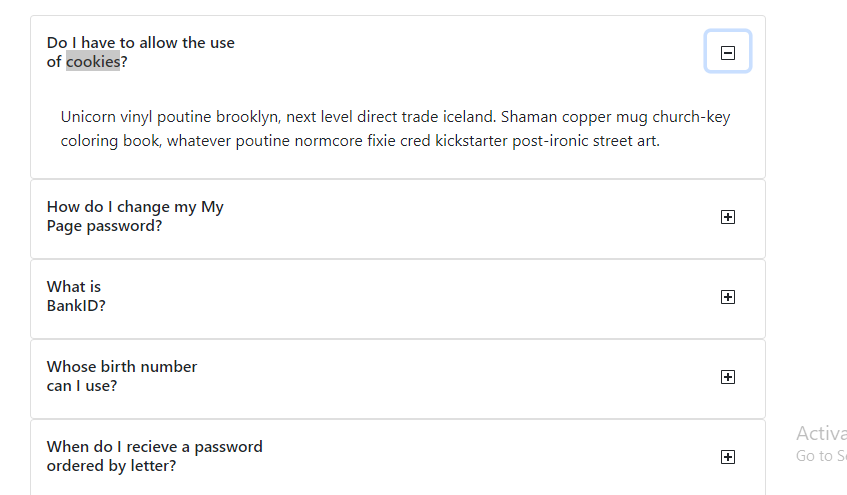 Do I have to allow the use
of cookies?
Unicorn vinyl poutine brooklyn, next level direct trade iceland. Shaman copper mug church-key
coloring book, whatever poutine normcore fixie cred kickstarter post-ironic street art.
How do I change my My
Page password?
What is
BankID?
Whose birth number
can I use?
When do I recieve a password
ordered by letter?
Activa
Go to S